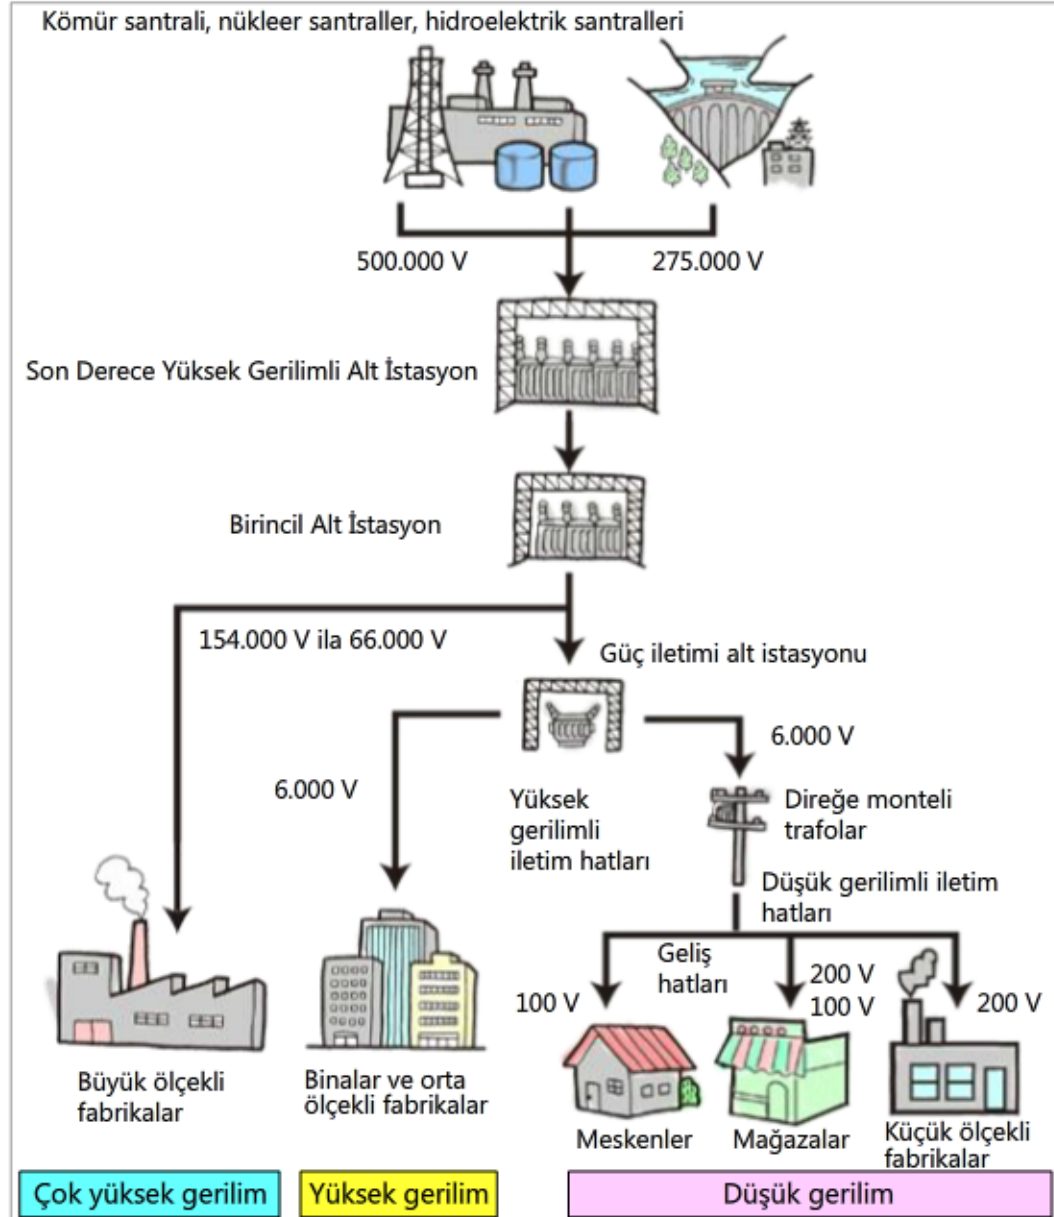 Kömür santrali, nükleer santraller, hidroelektrik santralleri
500.000 V
275.000 V
Son Derece Yüksek Gerilimli Alt İstasyon
Birincil Alt İstasyon
154.000 V ila 66.000 V
Güç iletimi alt istasyonu
6.000 V
6.000 V
Yüksek
gerilimli
iletim hatları
Direğe monteli
trafolar
Düşük gerilimli iletim
hatları
Geliş
hatları
100 V
200 V
100 V
200 V
Büyük ölçekli
fabrikalar
Binalar ve orta
ölçekli fabrikalar
Meskenler
Mağazalar
Küçük ölçekli
fabrikalar
Çok yüksek gerilim
Yüksek gerilim
Düşük gerilim